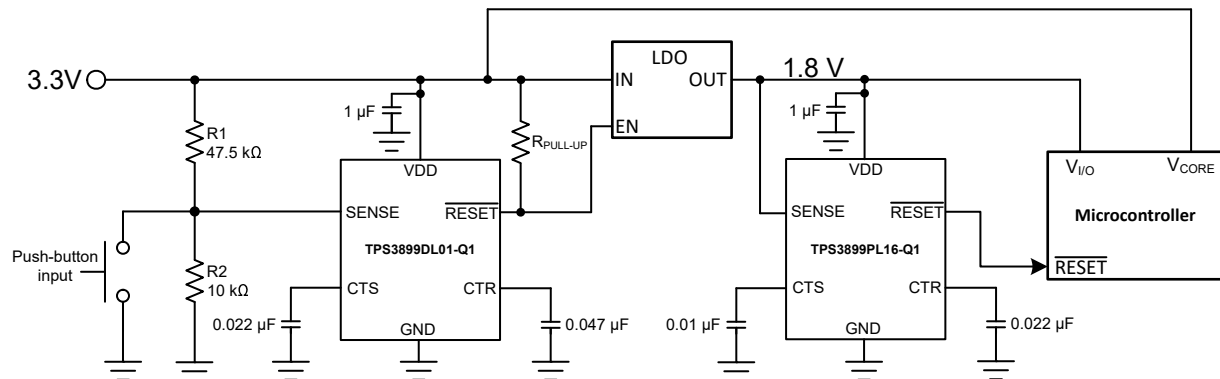 3.3V
LDO
IN
OUT
EN
1.8 V
1 µF
R1
47.5 kΩ
RPULL-UP
1 µF
VDD
SENSE
RESET
TPS3899DL01-Q1
CTS
CTR
GND
Push-button
input
R2
10 kΩ
0.022 µF
0.047 µF
VDD
SENSE
RESET
TPS3899PL16-Q1
CTS
CTR
GND
0.01 µF
0.022 µF
VI/O
VCORE
Microcontroller
RESET